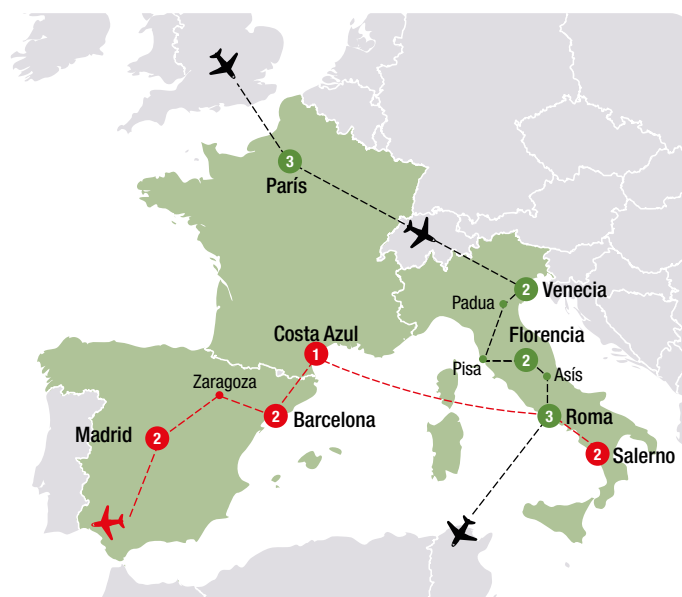 3
París
2
Venecia
Padua
Florencia
2
Costa Azul
1
Pisa
Asís
Zaragoza
2
Barcelona
3
Roma
Madrid
2
2
Salerno